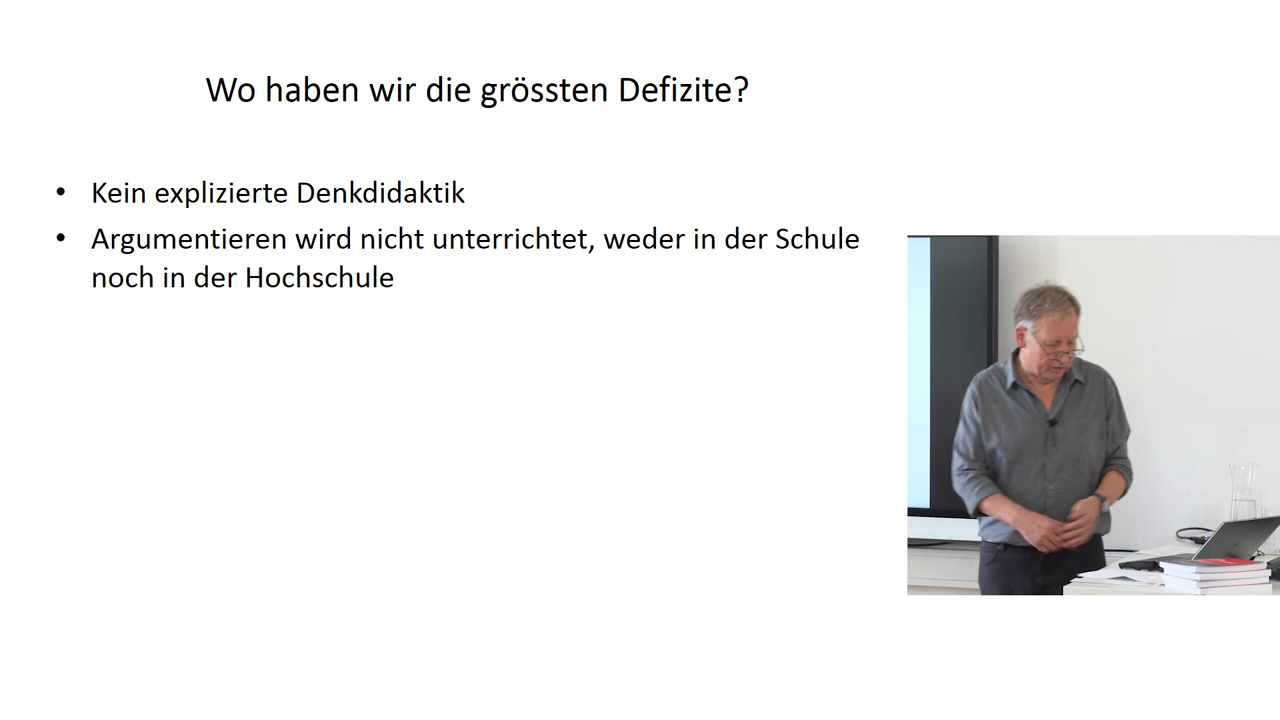 Wo haben wir die grössten Defizite?
• Kein explizierte Denkdidaktik
• Argumentieren wird nicht unterrichtet, weder in der Schule
noch in der Hochschule